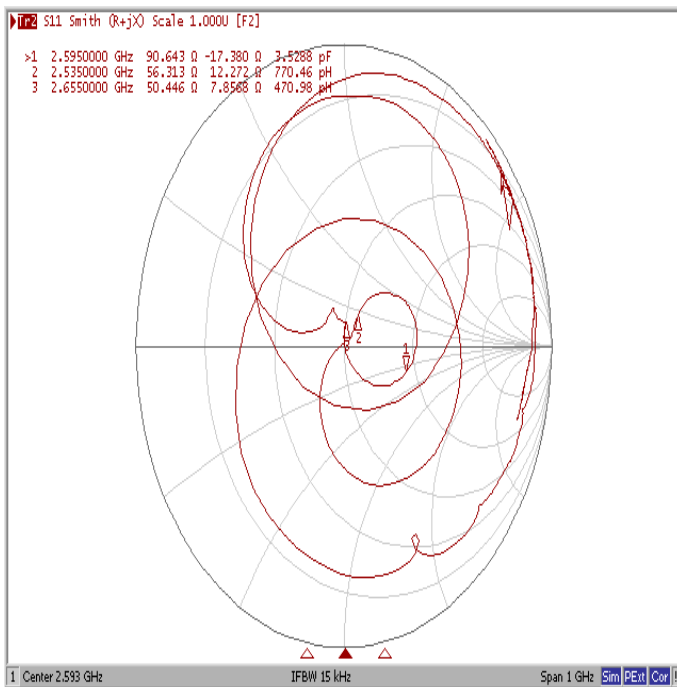 Tr2 S11 Smith (R+jX) Scale 1.000U [F2]
>1 2.5950000 GHz 90.643 Ω -17.380 Ω 3.5288 pF
2 2.5350000 GHz 56.313 Ω 12.272 Ω 770.46 pH
3 2.6550000 GHz 50.446 Ω 7.8568 Ω 470.98 pH
3 2 1
1 Center 2.593 GHz IFBW 15 kHz Span 1 GHz Sim PExt Cor